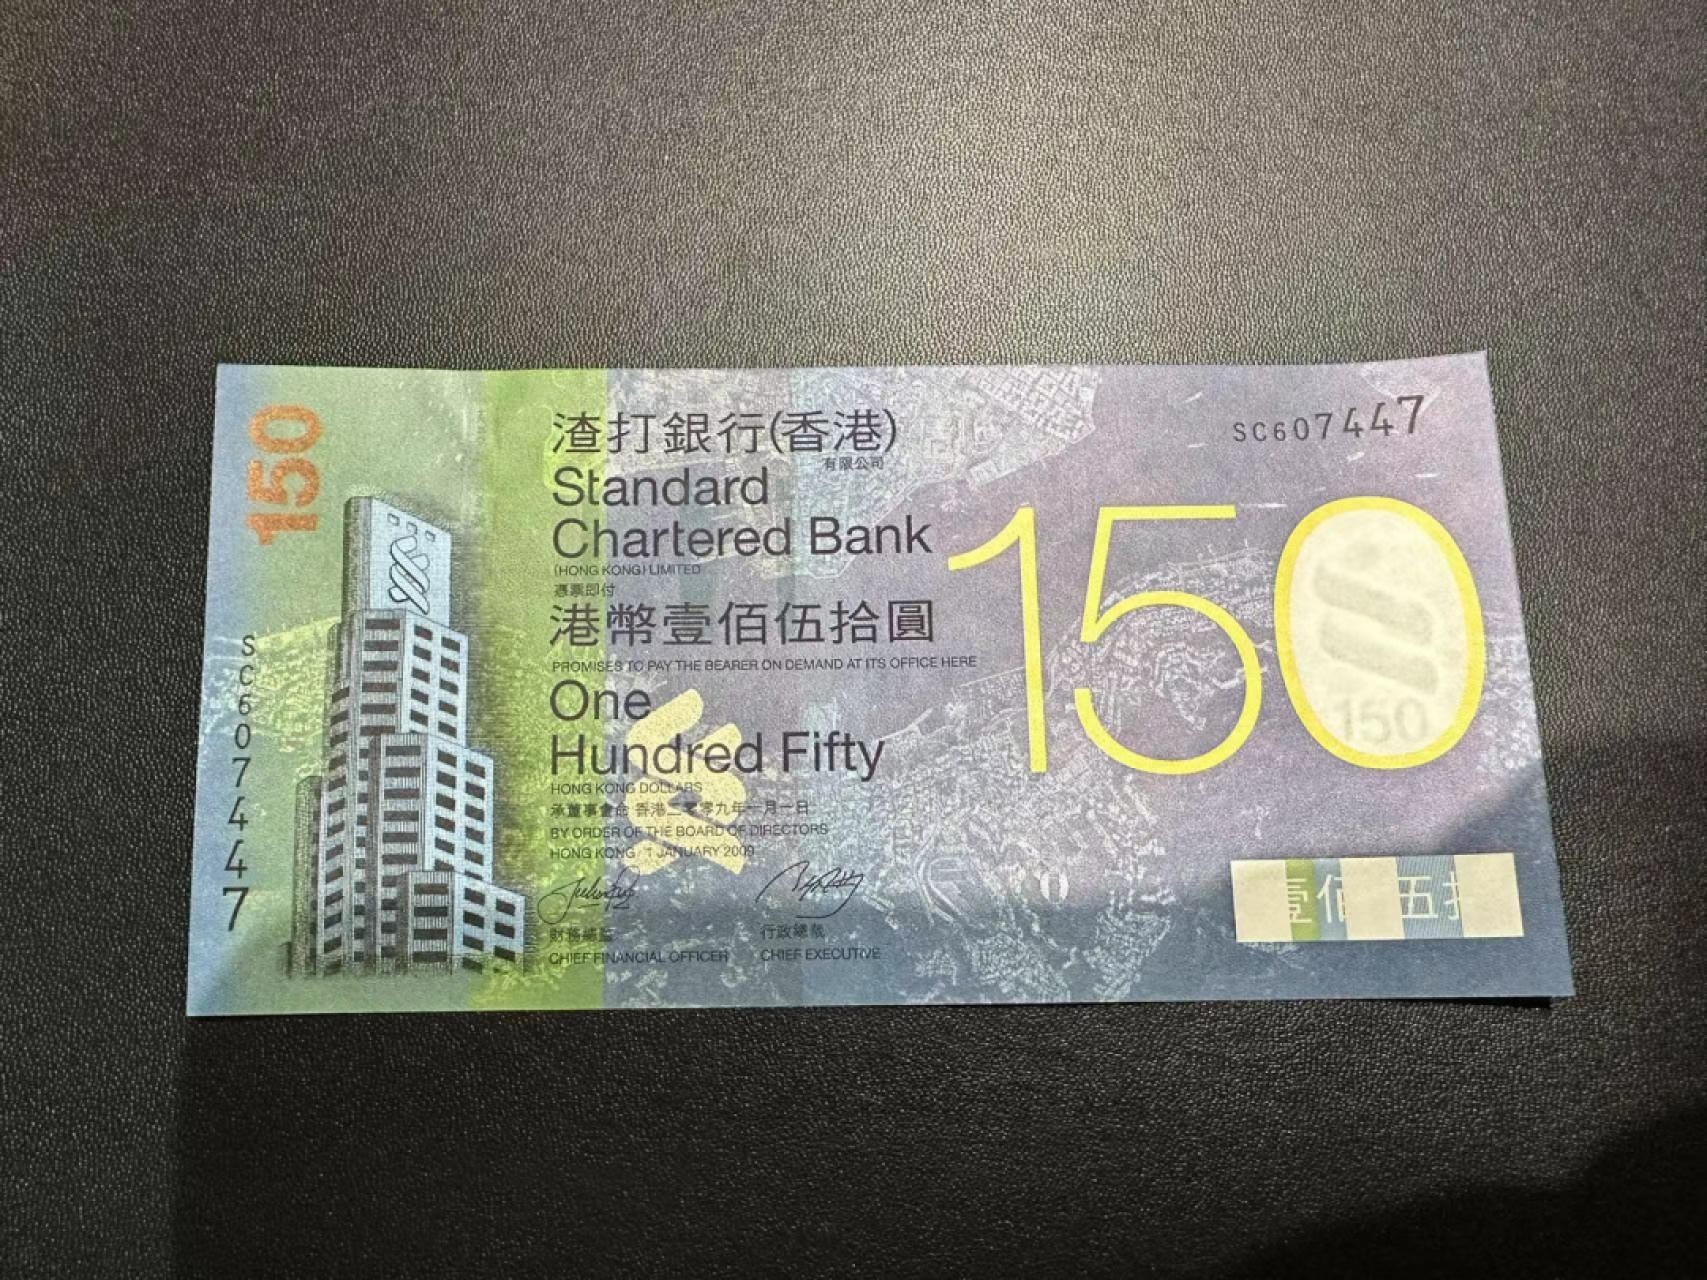 150
SC607447
渣打銀行(香港)
有限公司
Standard
Chartered Bank
(HONG KONG) LIMITED
憑票即付
港幣壹佰伍拾圓
PROMISES TO PAY THE BEARER ON DEMAND AT ITS OFFICE HERE
One
Hundred Fifty
HONG KONG DOLLARS
承董事會命 香港二零零九年一月一日
BY ORDER OF THE BOARD OF DIRECTORS
HONG KONG 1 JANUARY 2009
財務總監
CHIEF FINANCIAL OFFICER
行政總裁
CHIEF EXECUTIVE
SC607447
150
150
壹佰五拾